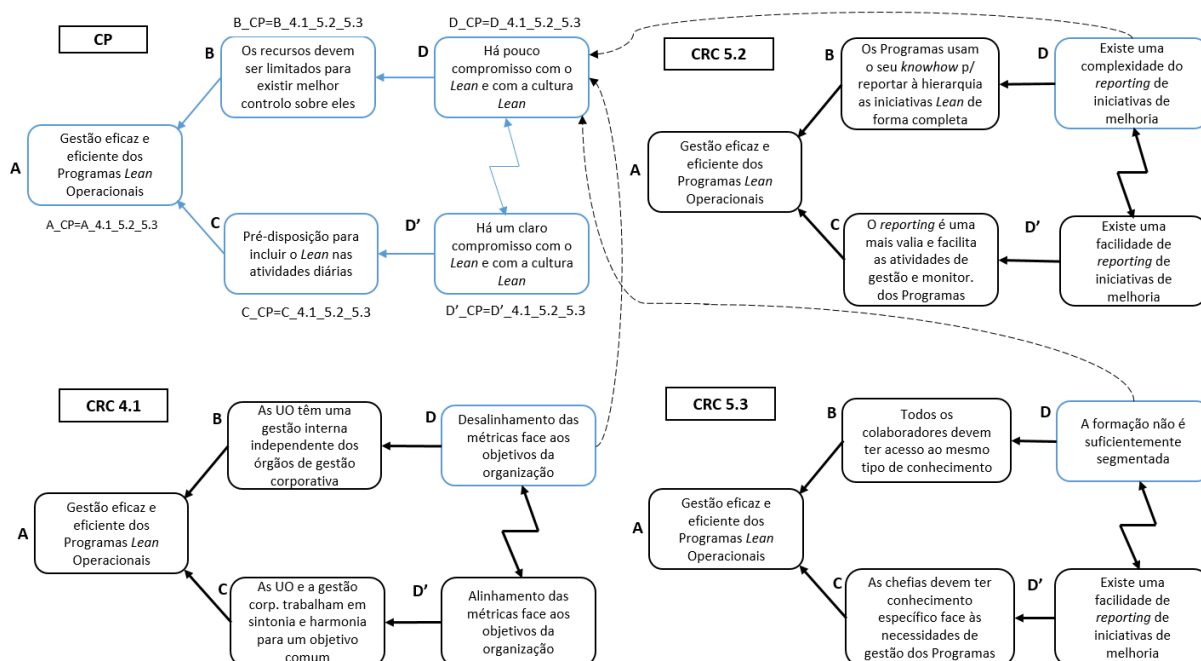 CP
B_CP=B_4.1_5.2_5.3
B
Os recursos devem
ser limitados para
existir melhor
controlo sobre eles
D_CP=D_4.1_5.2_5.3
D
Há pouco
compromisso com o
Lean e com a cultura
Lean
A
Gestão eficaz e
eficiente dos
Programas Lean
Operacionais
A_CP=A_4.1_5.2_5.3
C
Pré-disposição para
incluir o Lean nas
atividades diárias
C_CP=C_4.1_5.2_5.3
D’
Há um claro
compromisso com o
Lean e com a cultura
Lean
D’_CP=D’_4.1_5.2_5.3
CRC 5.2
B
Os Programas usam
o seu knowhow p/
reportar à hierarquia
as iniciativas Lean de
forma completa
D
Existe uma
complexidade do
reporting de
iniciativas de
melhoria
A
Gestão eficaz e
eficiente dos
Programas Lean
Operacionais
C
O reporting é uma
mais valia e facilita
as atividades de
gestão e monitor.
dos Programas
D’
Existe uma
facilidade de
reporting de
iniciativas de
melhoria
CRC 4.1
B
As UO têm uma
gestão interna
independente dos
órgãos de gestão
corporativa
D
Desalinhamento das
métricas face aos
objetivos da
organização
A
Gestão eficaz e
eficiente dos
Programas Lean
Operacionais
C
As UO e a gestão
corp. trabalham em
sintonia e harmonia
para um objetivo
comum
D’
Alinhamento das
métricas face aos
objetivos da
organização
CRC 5.3
B
Todos os
colaboradores devem
ter acesso ao mesmo
tipo de conhecimento
D
A formação não é
suficientemente
segmentada
A
Gestão eficaz e
eficiente dos
Programas Lean
Operacionais
C
As chefias devem ter
conhecimento
específico face às
necessidades de
gestão dos Programas
D’
Existe uma
facilidade de
reporting de
iniciativas de
melhoria